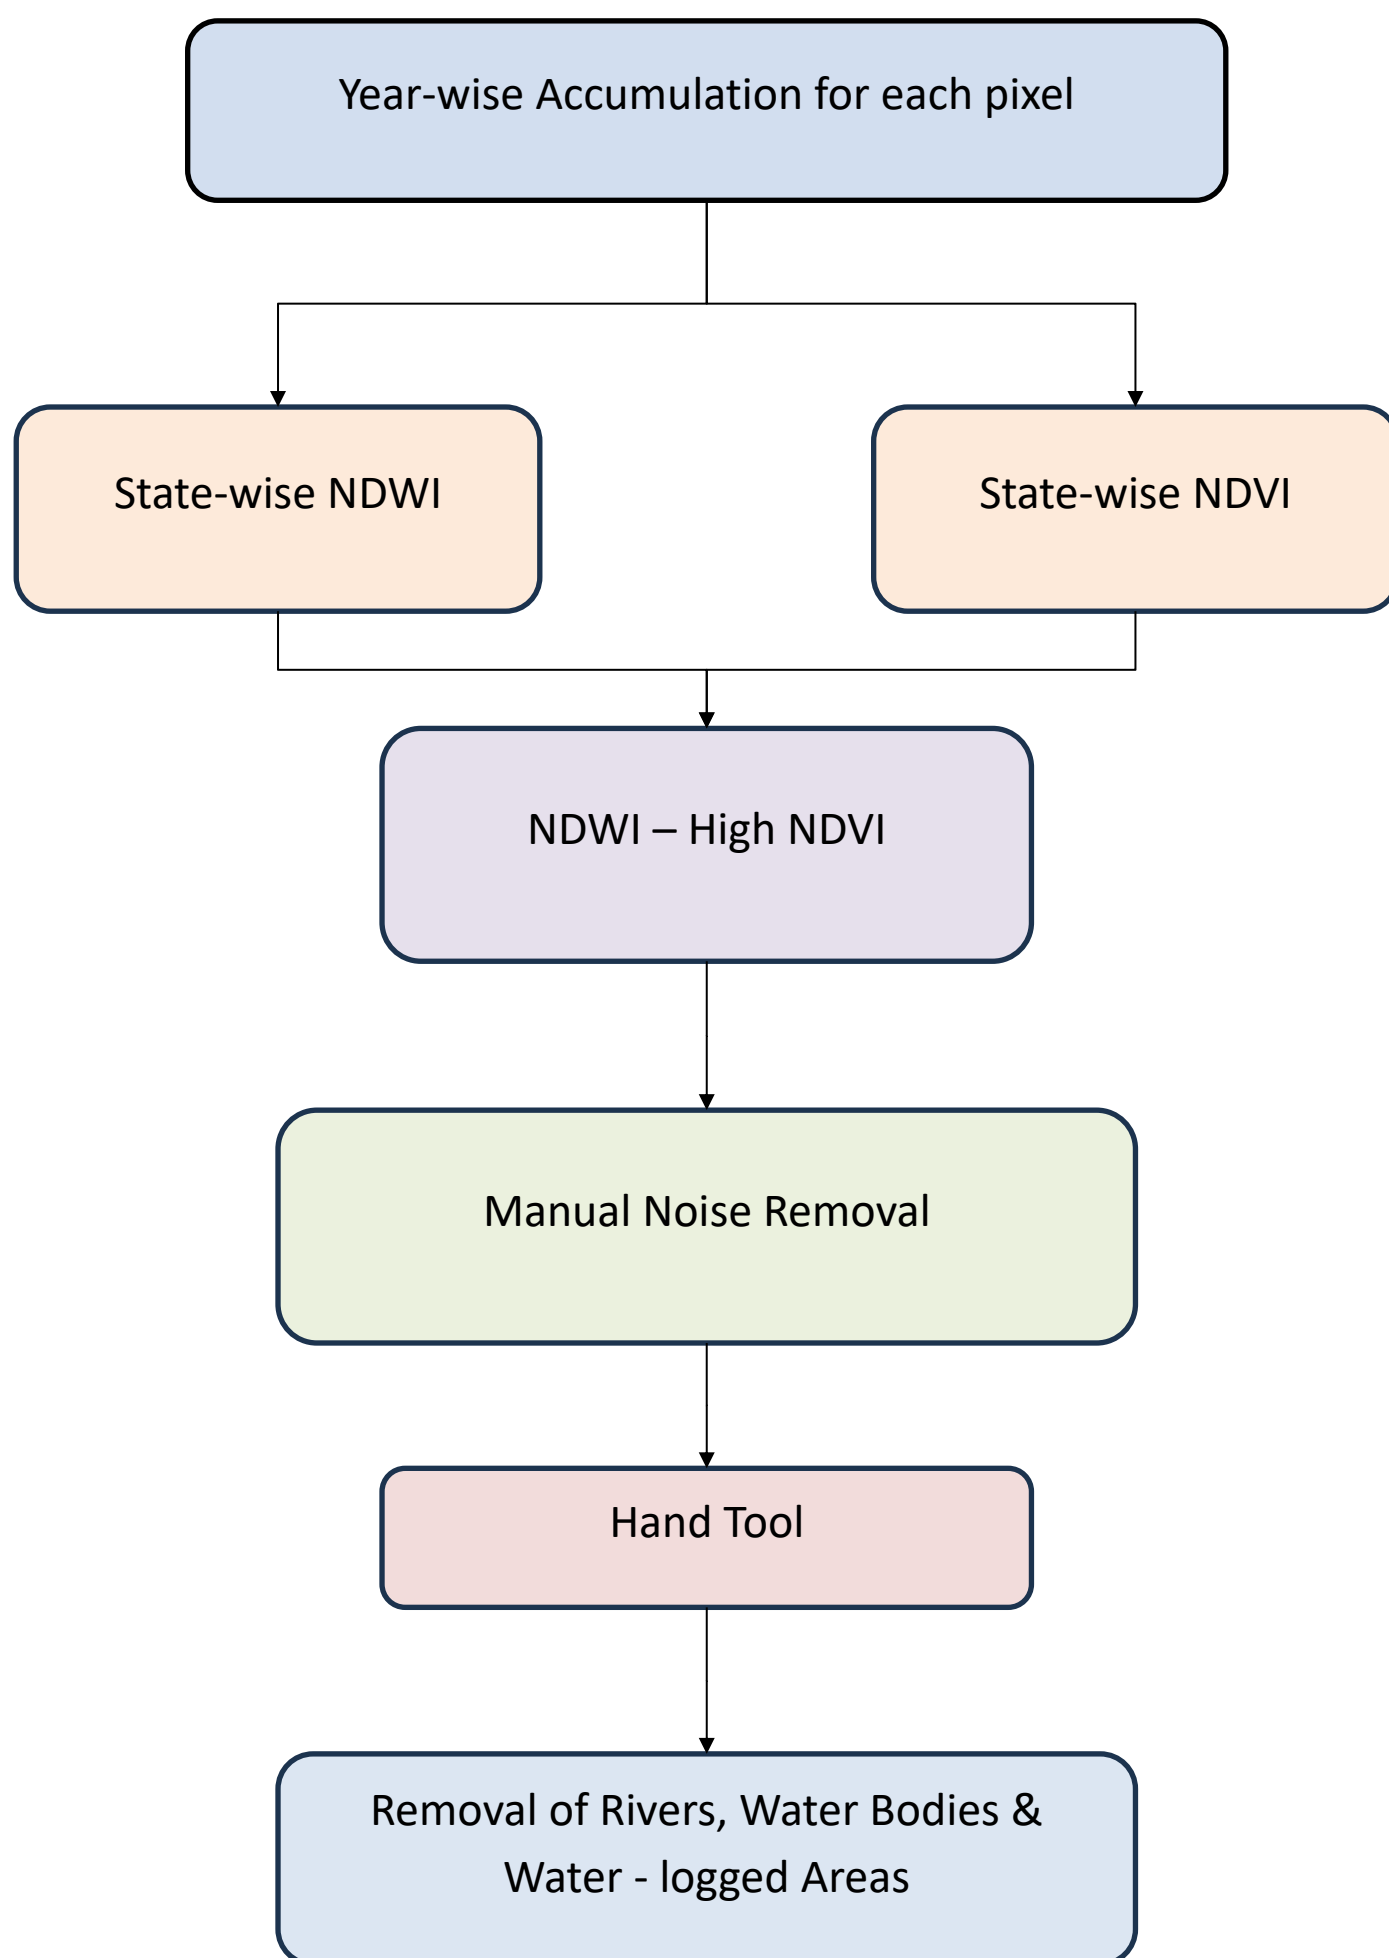 Year-wise Accumulation for each pixel
State-wise NDWI
State-wise NDVI
NDWI – High NDVI
Manual Noise Removal
Hand Tool
Removal of Rivers, Water Bodies &
Water - logged Areas